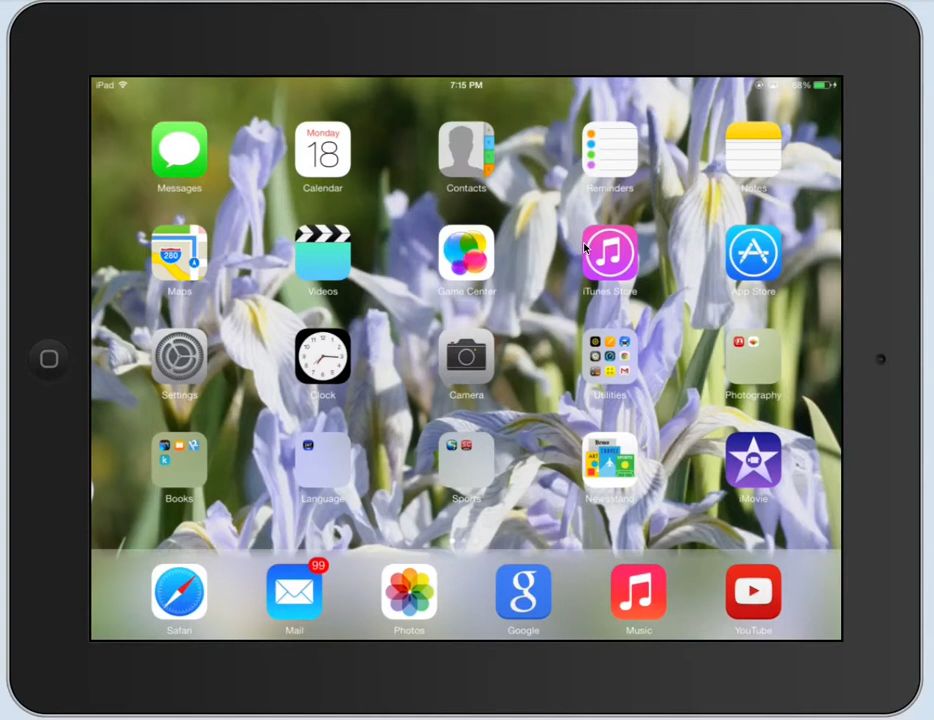 iPad
7:15 PM
68%
Monday
18
Messages
Calendar
Contacts
Reminders
Notes
280
Maps
Videos
Game Center
iTunes Store
App Store
Settings
Clock
Camera
Utilities
Photography
Books
Language
Sports
Newsstand
iMovie
99
g
Safari
Mail
Photos
Google
Music
YouTube